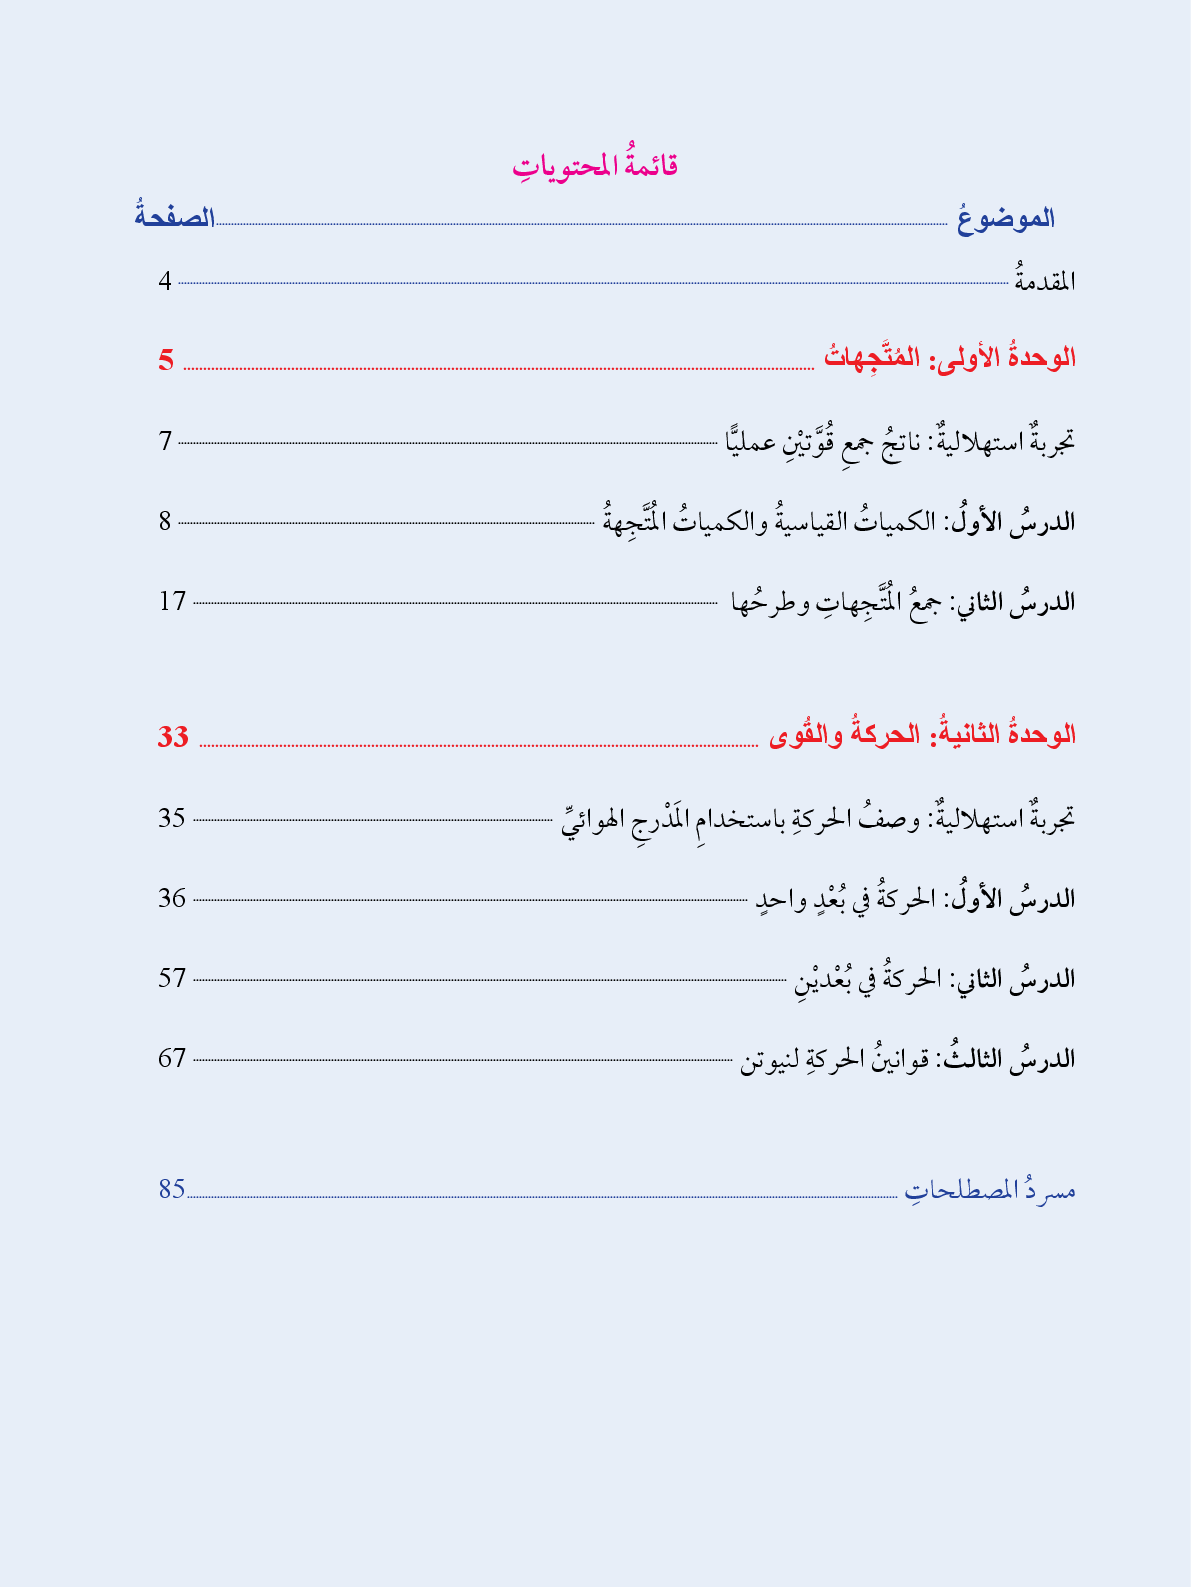 قائمةُ المحتوياتِ
الموضوعُ ........ الصفحةُ
المقدمةُ ........ 4
الوحدةُ الأولى: المُتَّجِهاتُ ........ 5
تجربةٌ استهلاليةٌ: ناتجُ جمعِ قُوَّتيْنِ عمليًّا ........ 7
الدرسُ الأولُ: الكمياتُ القياسيةُ والكمياتُ المُتَّجِهةُ ........ 8
الدرسُ الثاني: جمعُ المُتَّجِهاتِ وطرحُها ........ 17
الوحدةُ الثانيةُ: الحركةُ والقُوى ........ 33
تجربةٌ استهلاليةٌ: وصفُ الحركةِ باستخدامِ المَدْرجِ الهوائيِّ ........ 35
الدرسُ الأولُ: الحركةُ في بُعْدٍ واحدٍ ........ 36
الدرسُ الثاني: الحركةُ في بُعْديْنِ ........ 57
الدرسُ الثالثُ: قوانينُ الحركةِ لنيوتن ........ 67
مسردُ المصطلحاتِ ........ 85